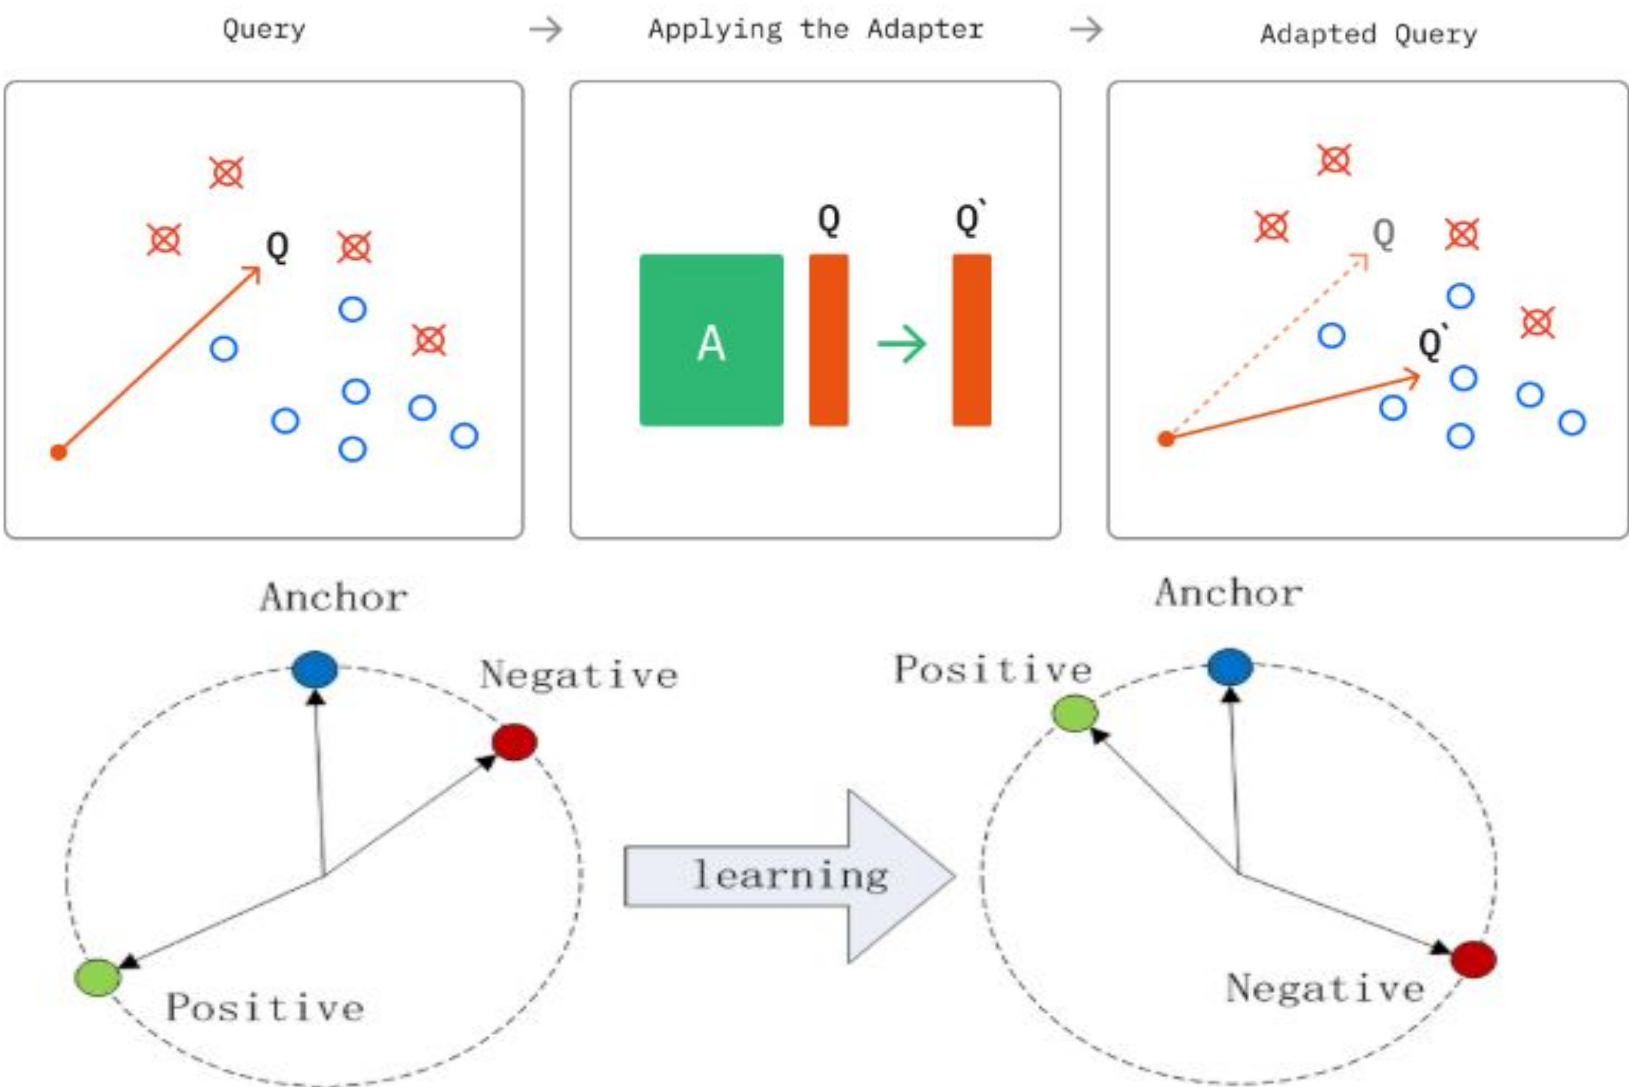 Query → Applying the Adapter → Adapted Query
Q
A
Q
Q`
Q
Q`
Anchor
Negative
Positive
learning
Anchor
Positive
Negative